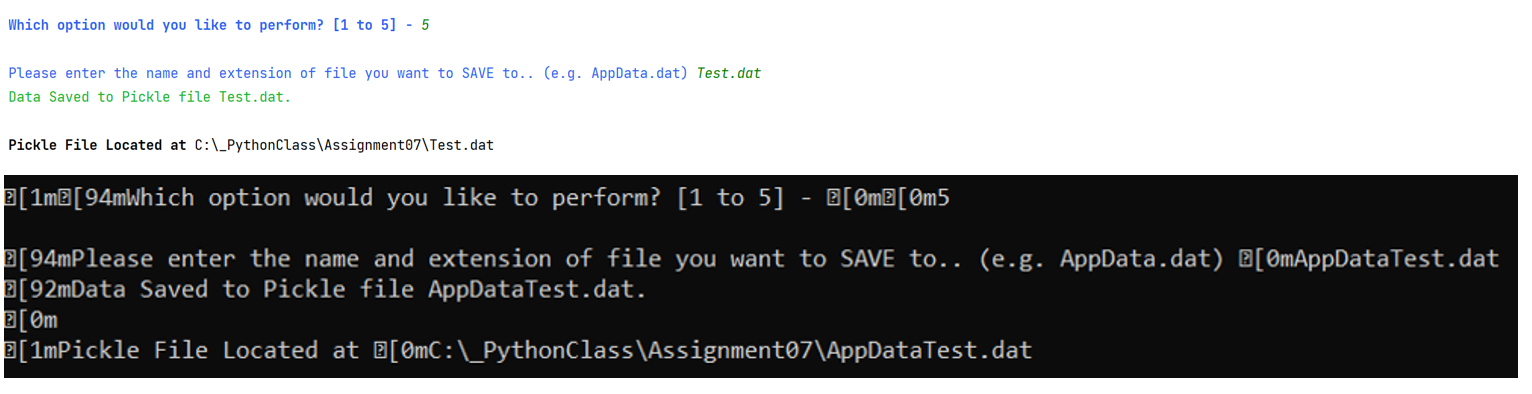 Which option would you like to perform? [1 to 5] - 5
Please enter the name and extension of file you want to SAVE to.. (e.g. AppData.dat) Test.dat
Data Saved to Pickle file Test.dat.
Pickle File Located at C:\_PythonClass\Assignment07\Test.dat
⍰[1m⍰[94mWhich option would you like to perform? [1 to 5] - ⍰[0m⍰[0m5
⍰[94mPlease enter the name and extension of file you want to SAVE to.. (e.g. AppData.dat) ⍰[0mAppDataTest.dat
⍰[92mData Saved to Pickle file AppDataTest.dat.
⍰[0m
⍰[1mPickle File Located at ⍰[0mC:\_PythonClass\Assignment07\AppDataTest.dat